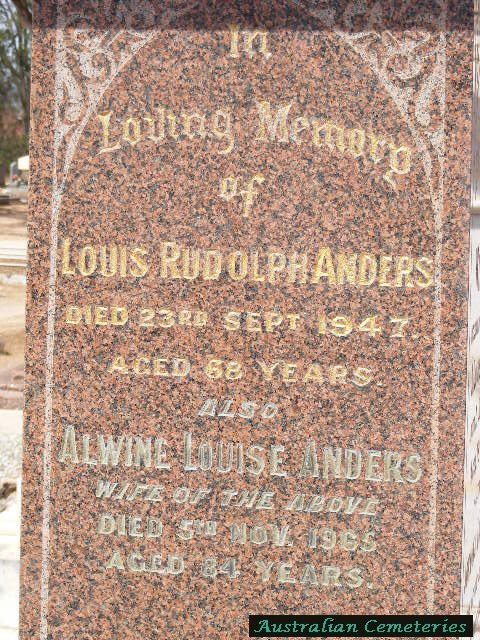 In
Loving Memory
of
LOUIS RUDOLPH ANDERS
DIED 23RD SEPT 1947.
AGED 68 YEARS.
ALSO
ALWINE LOUISE ANDERS
WIFE OF THE ABOVE
DIED 5TH NOV. 1965
AGED 84 YEARS.
Australian Cemeteries